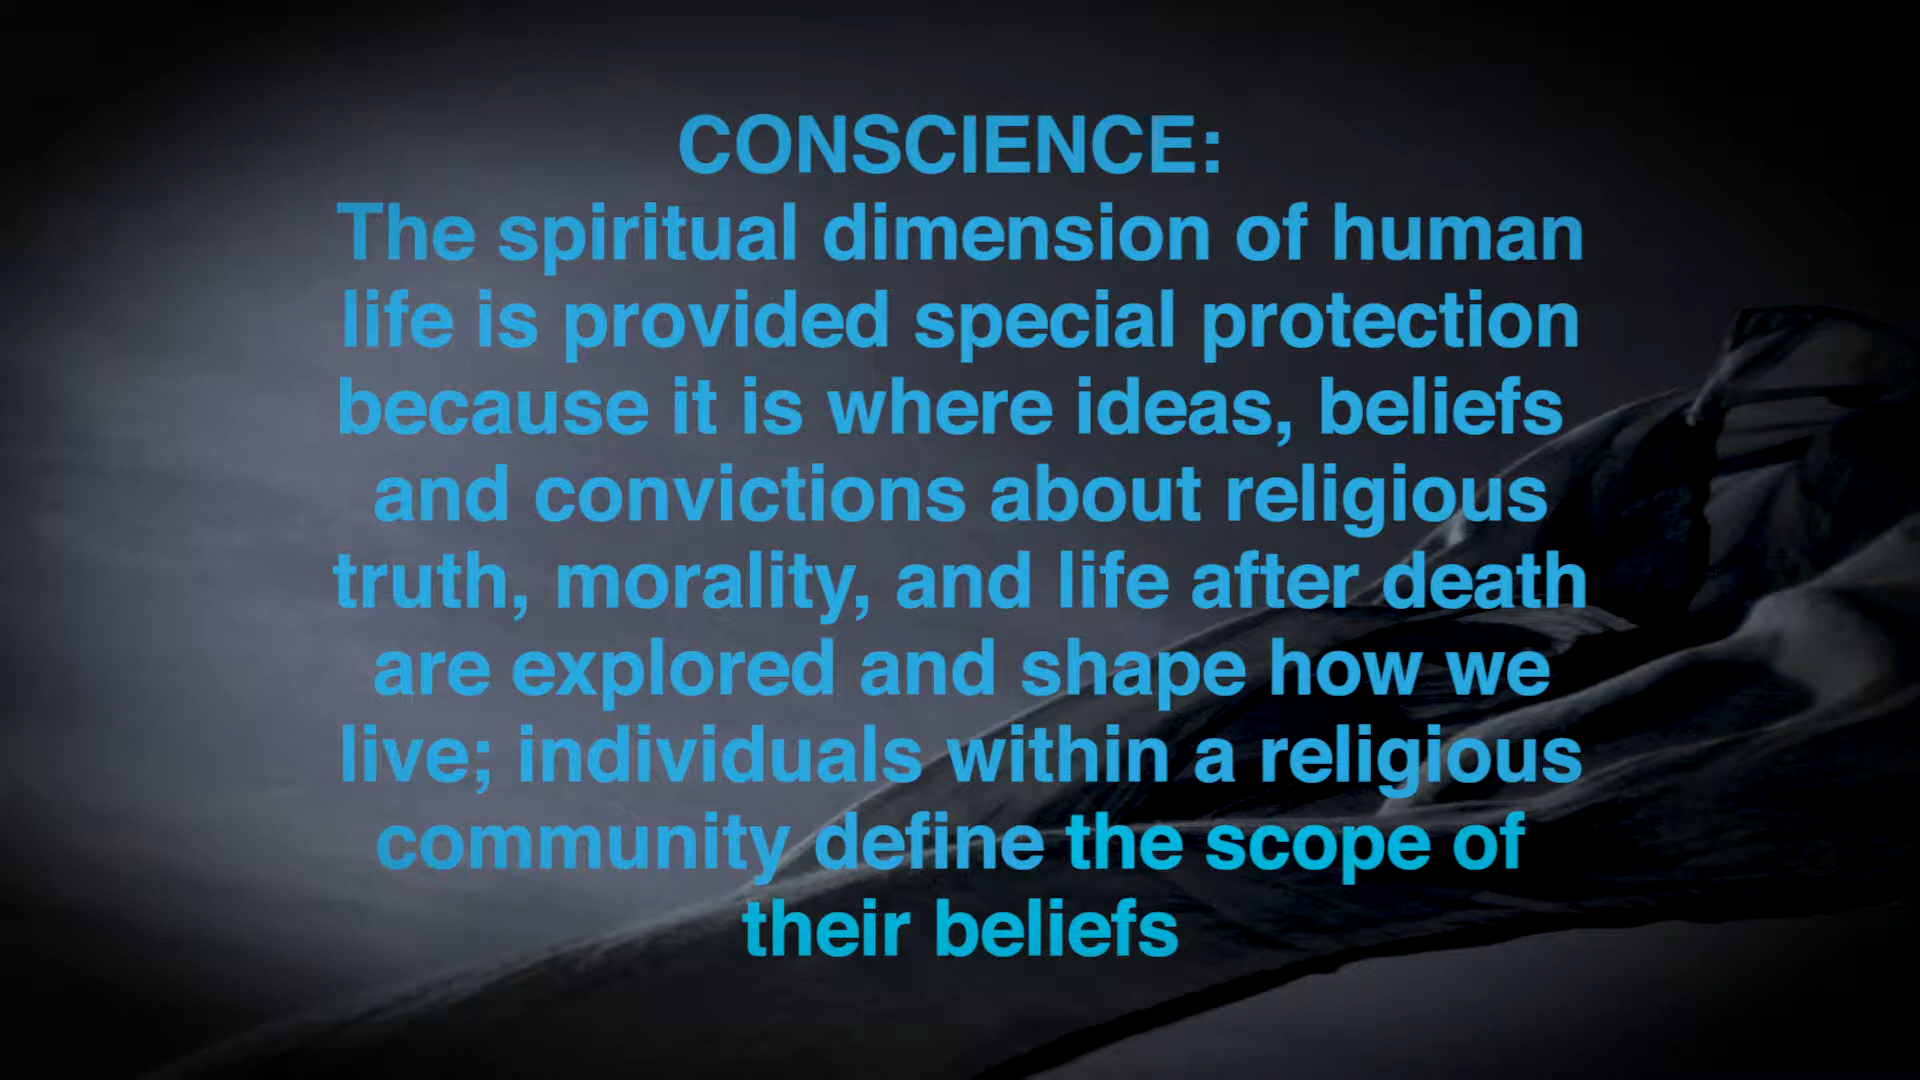 CONSCIENCE:
The spiritual dimension of human
life is provided special protection
because it is where ideas, beliefs
and convictions about religious
truth, morality, and life after death
are explored and shape how we
live; individuals within a religious
community define the scope of
their beliefs